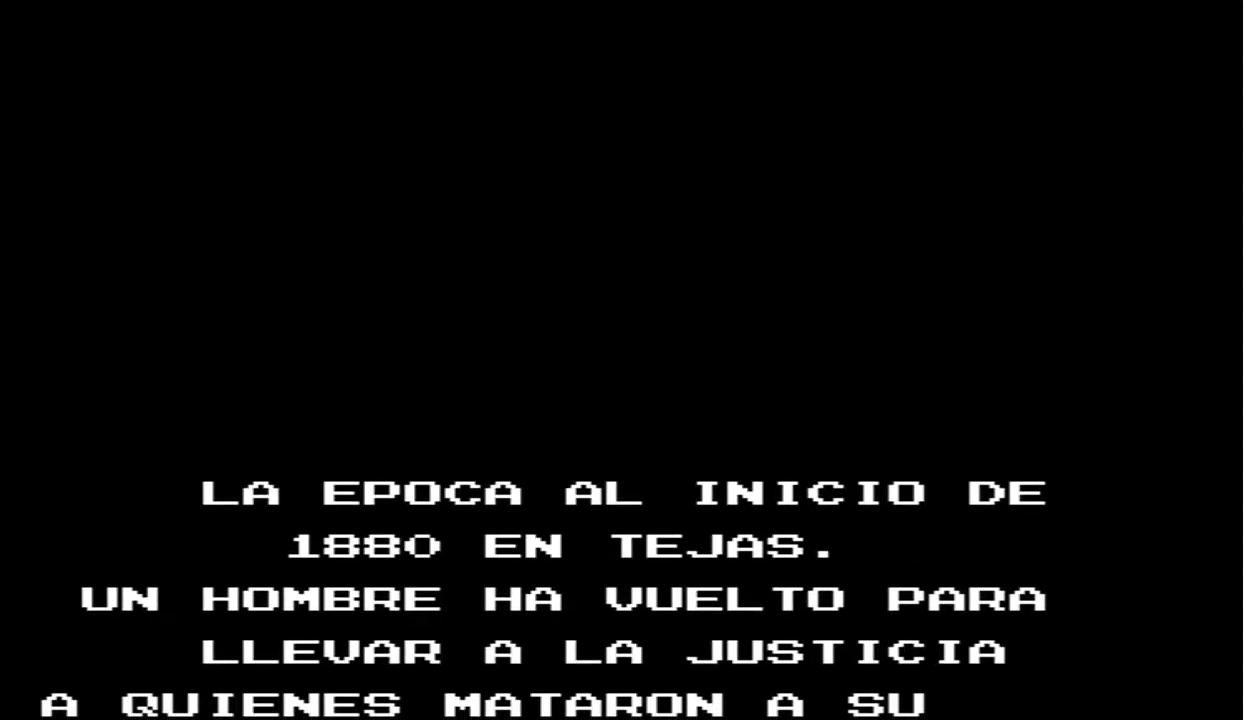 LA EPOCA AL INICIO DE
1880 EN TEJAS.
UN HOMBRE HA VUELTO PARA
LLEVAR A LA JUSTICIA
A QUIENES MATARON A SU